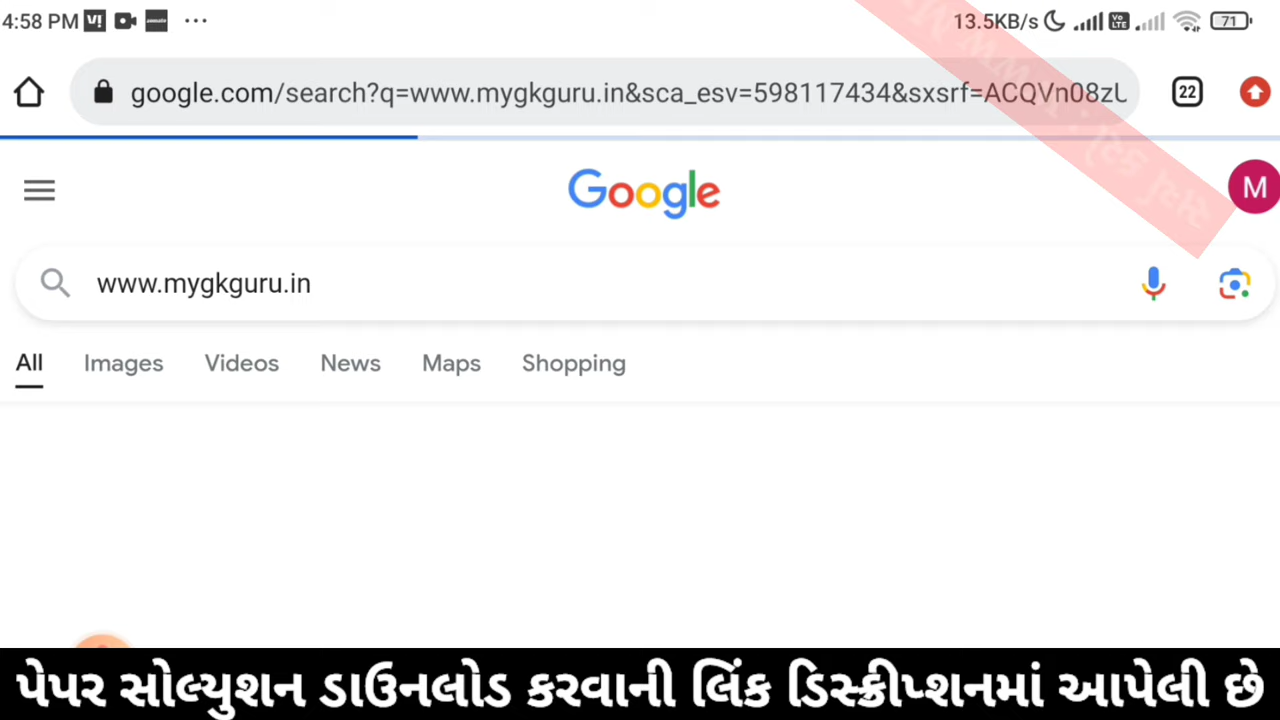 4:58 PM 13.5KB/s 71
google.com/search?q=www.mygkguru.in&sca_esv=598117434&sxsrf=ACQVn08zU
22
Google
M
www.mygkguru.in
All Images Videos News Maps Shopping
પેપર સોલ્યુશન ડાઉનલોડ કરવાની લિંક ડિસ્ક્રીપ્શનમાં આપેલી છે